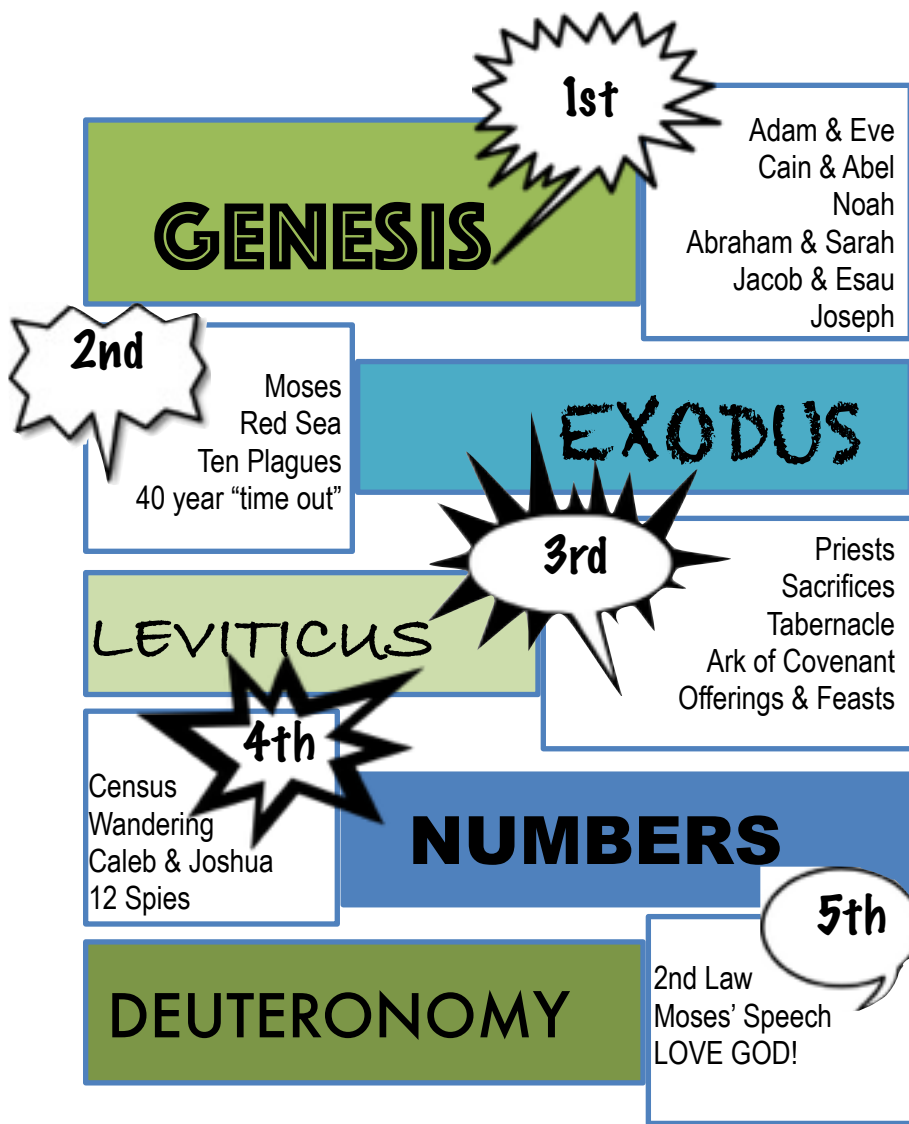 1st
GENESIS
Adam & Eve
Cain & Abel
Noah
Abraham & Sarah
Jacob & Esau
Joseph
2nd
Moses
Red Sea
Ten Plagues
40 year “time out”
EXODUS
3rd
LEVITICUS
Priests
Sacrifices
Tabernacle
Ark of Covenant
Offerings & Feasts
4th
Census
Wandering
Caleb & Joshua
12 Spies
NUMBERS
5th
DEUTERONOMY
2nd Law
Moses’ Speech
LOVE GOD!